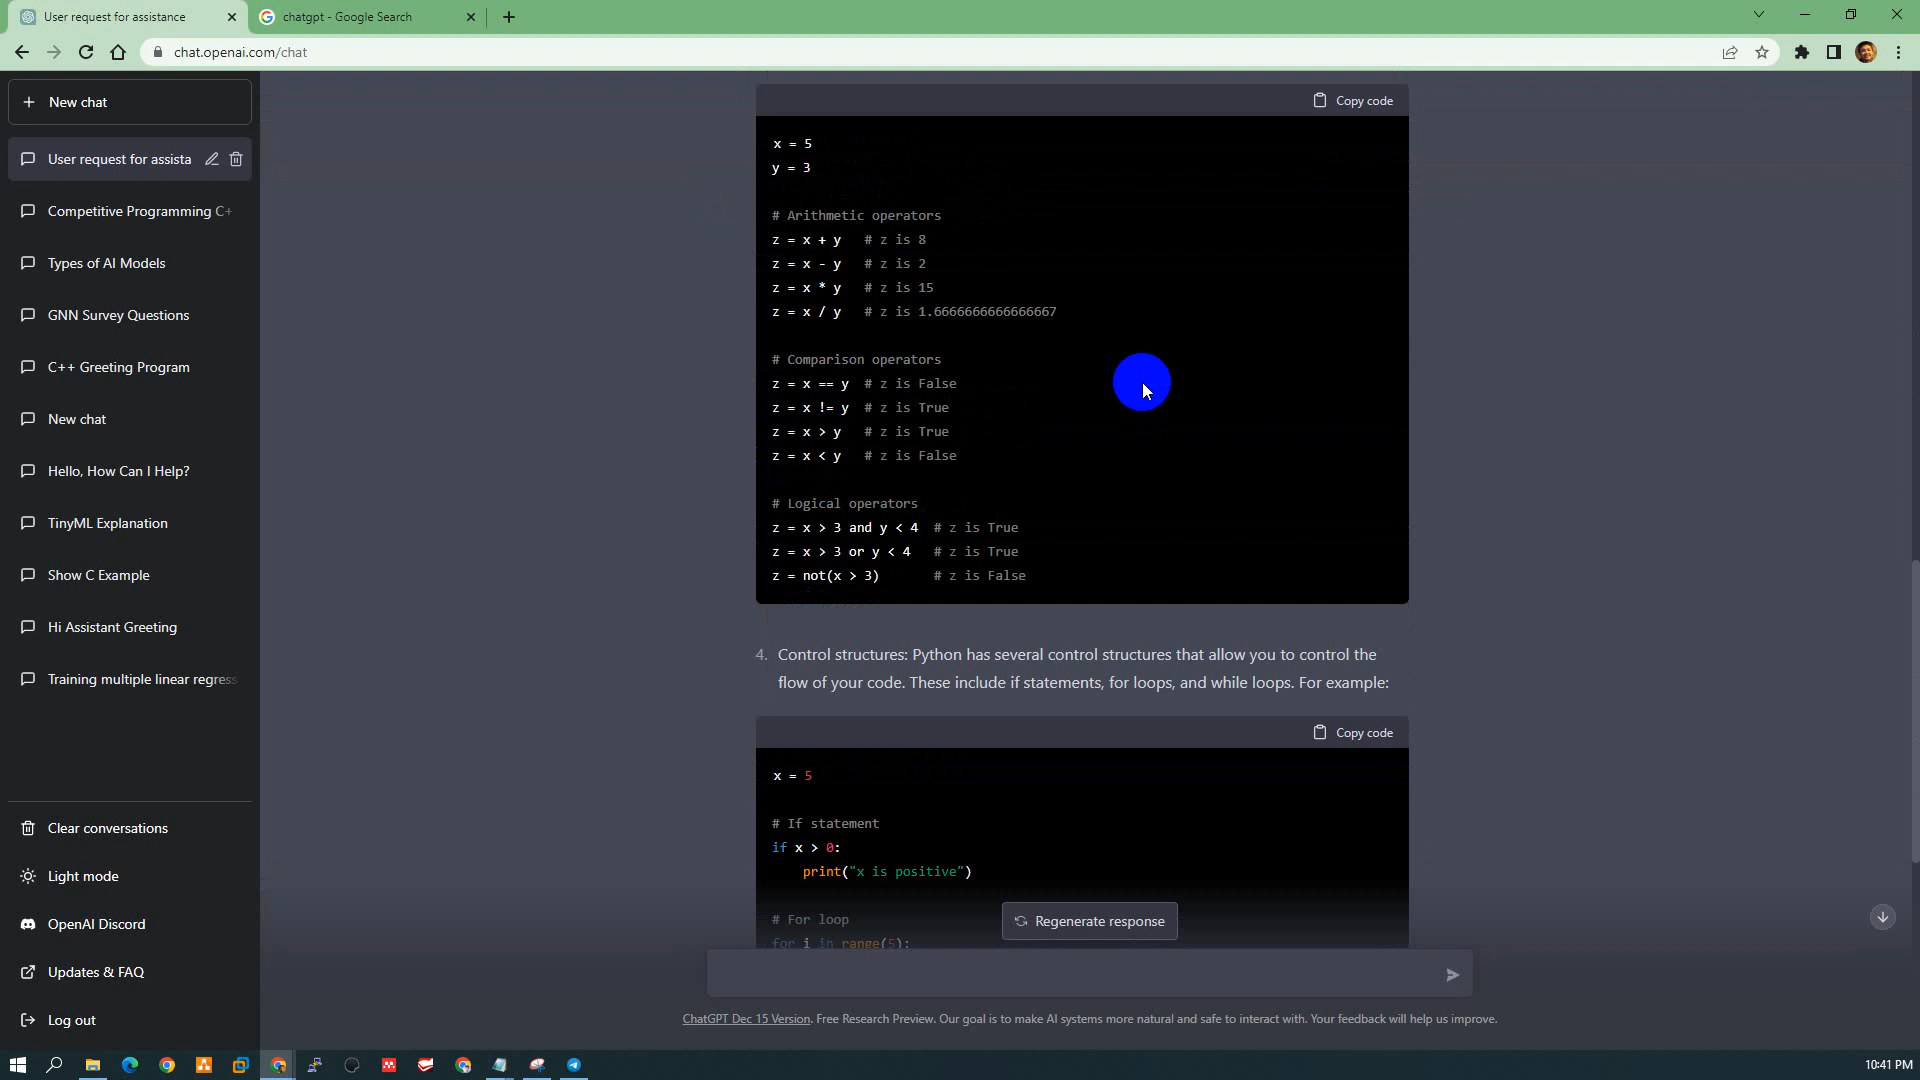 User request for assistance
chatgpt - Google Search
chat.openai.com/chat
New chat
User request for assista
Competitive Programming C+
Types of AI Models
GNN Survey Questions
C++ Greeting Program
New chat
Hello, How Can I Help?
TinyML Explanation
Show C Example
Hi Assistant Greeting
Training multiple linear regress
Clear conversations
Light mode
OpenAI Discord
Updates & FAQ
Log out
Copy code
x = 5
y = 3
# Arithmetic operators
z = x + y   # z is 8
z = x - y   # z is 2
z = x * y   # z is 15
z = x / y   # z is 1.6666666666666667
# Comparison operators
z = x == y  # z is False
z = x != y  # z is True
z = x > y   # z is True
z = x < y   # z is False
# Logical operators
z = x > 3 and y < 4  # z is True
z = x > 3 or y < 4   # z is True
z = not(x > 3)       # z is False
4. Control structures: Python has several control structures that allow you to control the
flow of your code. These include if statements, for loops, and while loops. For example:
Copy code
x = 5
# If statement
if x > 0:
    print("x is positive")
# For loop
for i in range(5):
Regenerate response
ChatGPT Dec 15 Version. Free Research Preview. Our goal is to make AI systems more natural and safe to interact with. Your feedback will help us improve.
10:41 PM